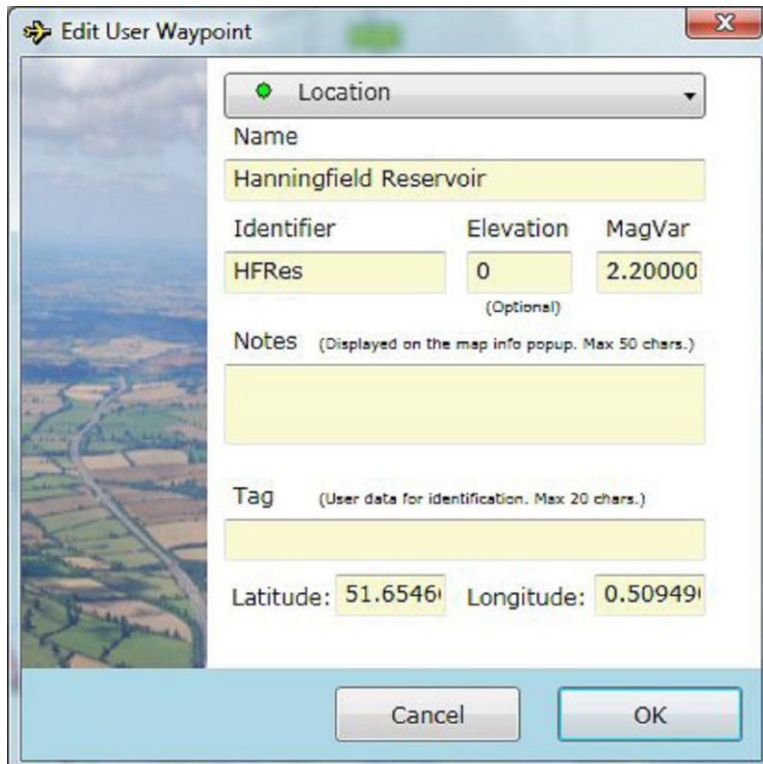 Edit User Waypoint
Location
Name
Hanningfield Reservoir
Identifier Elevation MagVar
HFRes 0 2.20000
(Optional)
Notes (Displayed on the map info popup. Max 50 chars.)
Tag (User data for identification. Max 20 chars.)
Latitude: 51.6546 Longitude: 0.50949
Cancel OK